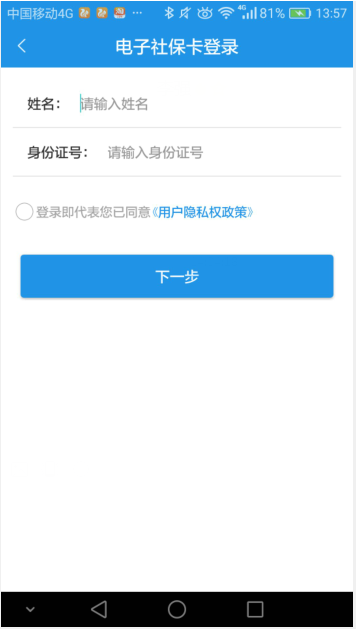 中国移动4G ··· 4G 81% 13:57
电子社保卡登录
姓名： 请输入姓名
身份证号： 请输入身份证号
登录即代表您已同意《用户隐私权政策》
下一步